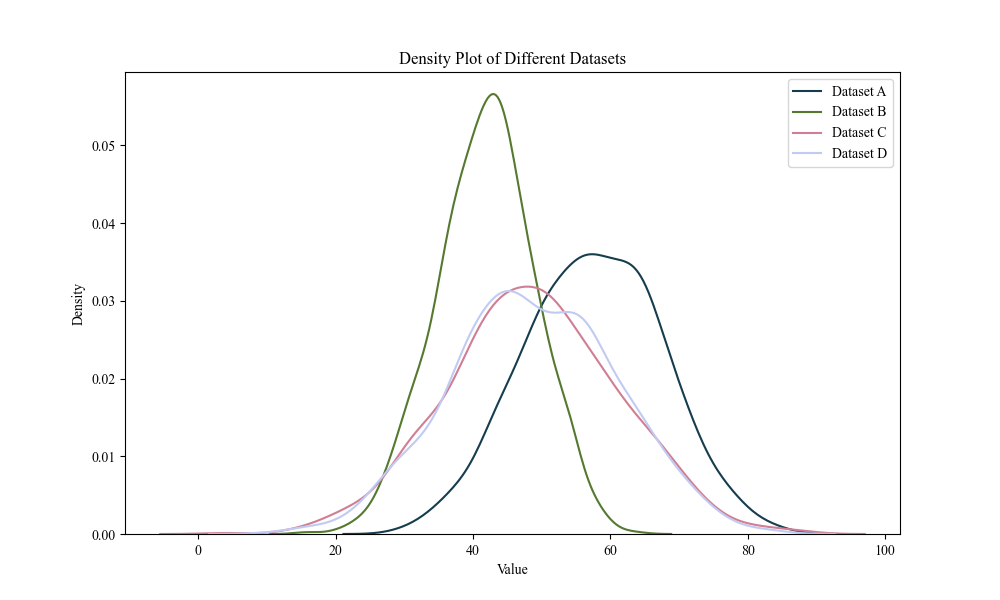 Density Plot of Different Datasets
Dataset A
Dataset B
Dataset C
Dataset D
Density
0.05
0.04
0.03
0.02
0.01
0.00
0 20 40 60 80 100
Value